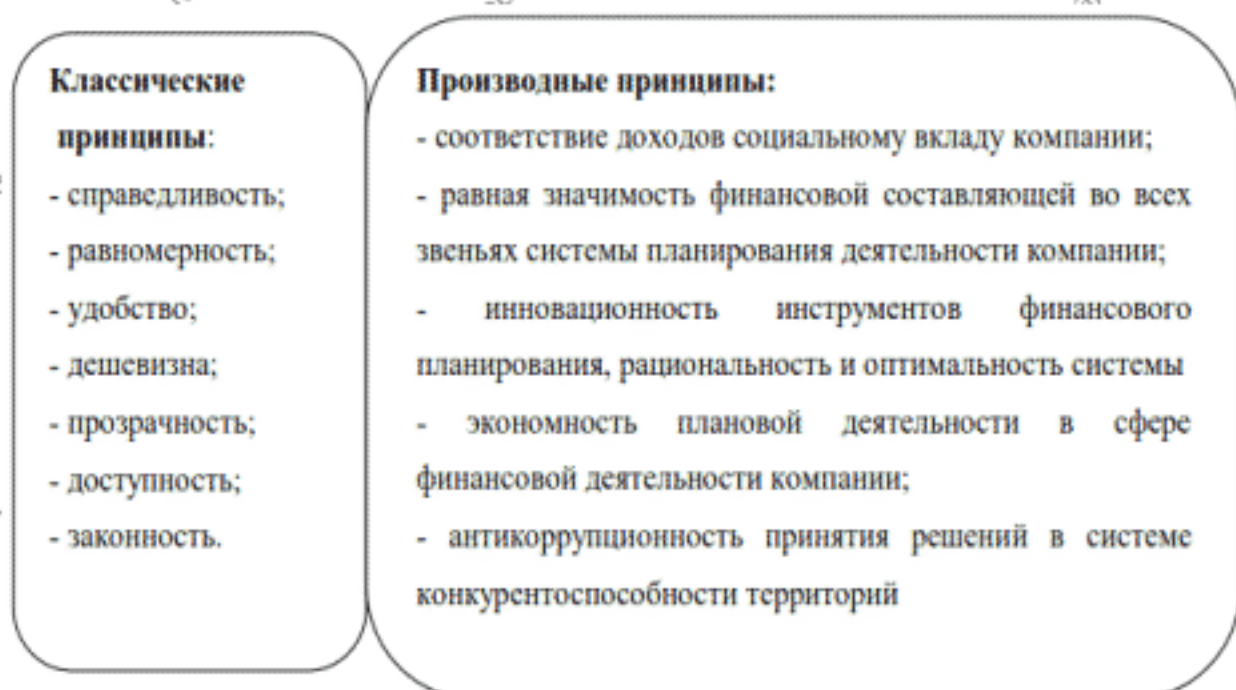 Классические
принципы:
- справедливость;
- равномерность;
- удобство;
- дешевизна;
- прозрачность;
- доступность;
- законность.
Производные принципы:
- соответствие доходов социальному вкладу компании;
- равная значимость финансовой составляющей во всех
звеньях системы планирования деятельности компании;
- инновационность инструментов финансового
планирования, рациональность и оптимальность системы
- экономность плановой деятельности в сфере
финансовой деятельности компании;
- антикоррупционность принятия решений в системе
конкурентоспособности территорий